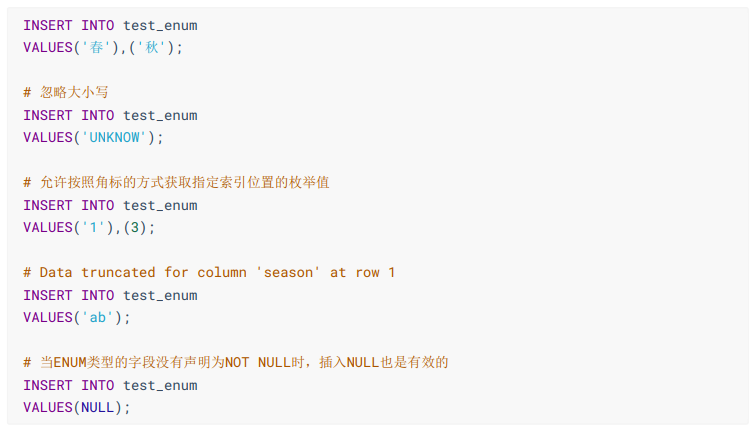 INSERT INTO test_enum
VALUES('春'),('秋');
# 忽略大小写
INSERT INTO test_enum
VALUES('UNKNOW');
# 允许按照角标的方式获取指定索引位置的枚举值
INSERT INTO test_enum
VALUES('1'),(3);
# Data truncated for column 'season' at row 1
INSERT INTO test_enum
VALUES('ab');
# 当ENUM类型的字段没有声明为NOT NULL时，插入NULL也是有效的
INSERT INTO test_enum
VALUES(NULL);